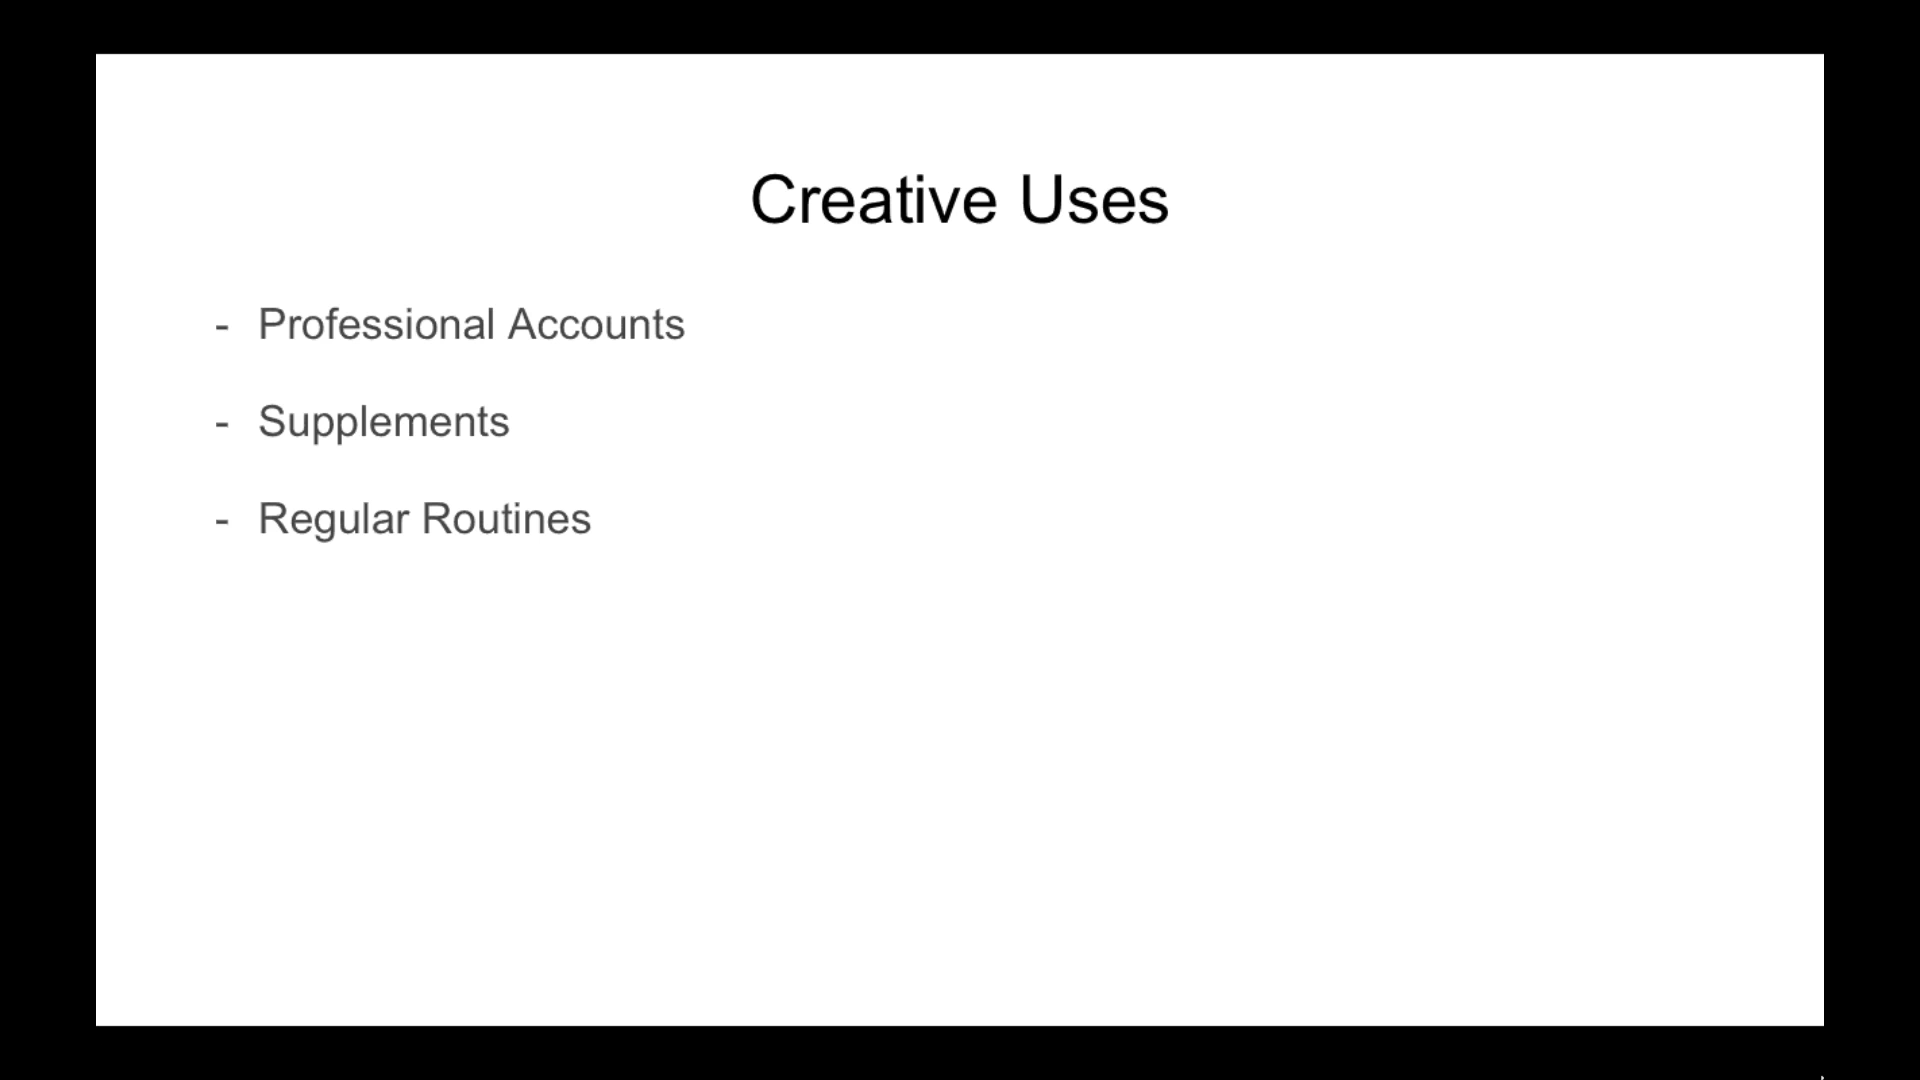 Creative Uses
- Professional Accounts
- Supplements
- Regular Routines